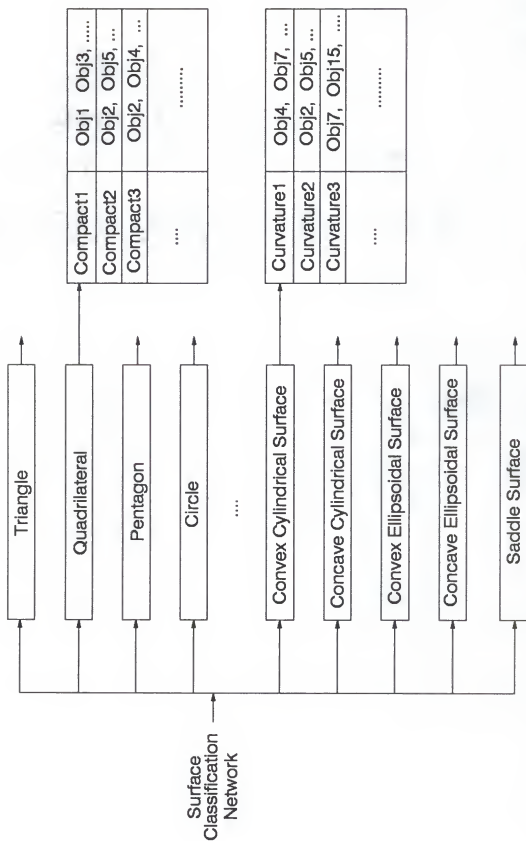 Surface
Classification
Network
Triangle
Quadrilateral
Pentagon
Circle
....
Convex Cylindrical Surface
Concave Cylindrical Surface
Convex Ellipsoidal Surface
Concave Ellipsoidal Surface
Saddle Surface
Compact1 Obj1 Obj3, ......
Compact2 Obj2, Obj5, ...
Compact3 Obj2, Obj4, ...
.... ..........
Curvature1 Obj4, Obj7, ...
Curvature2 Obj2, Obj5, ...
Curvature3 Obj7, Obj15, ...
.... ..........